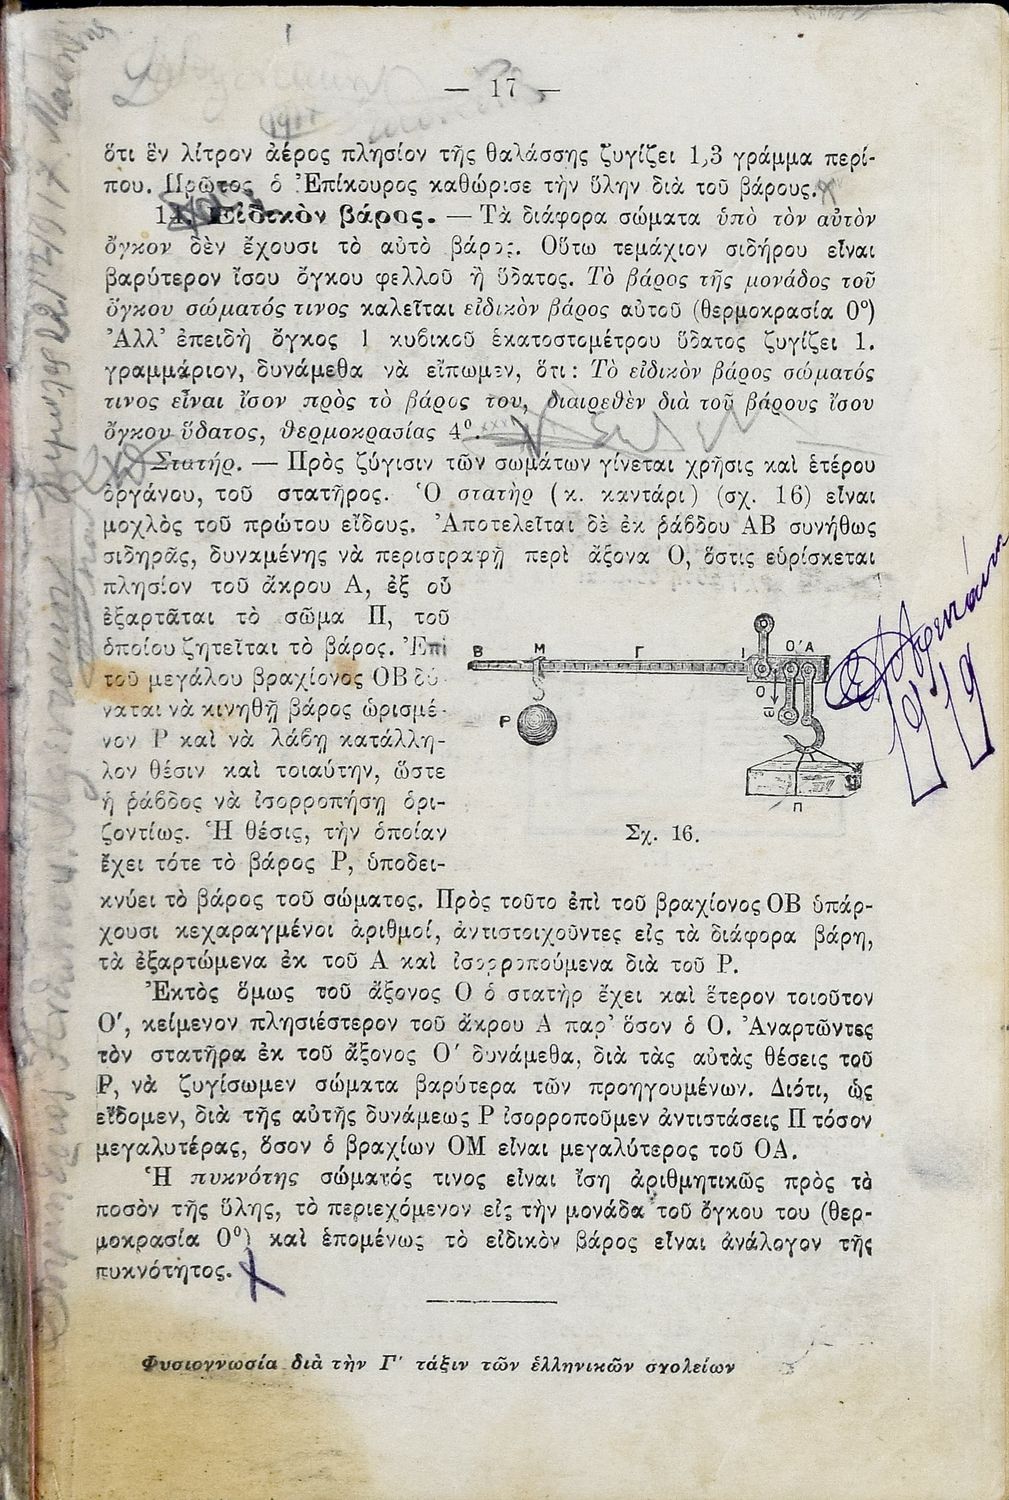 — 17 —
ὅτι ἓν λίτρον ἀέρος πλησίον τῆς θαλάσσης ζυγίζει 1,3 γράμμα περί-
που. Πρῶτος ὁ Ἐπίκουρος καθώρισε τὴν ὕλην διὰ τοῦ βάρους.
14. Εἰδικὸν βάρος. — Τὰ διάφορα σώματα ὑπὸ τὸν αὐτὸν
ὄγκον δὲν ἔχουσι τὸ αὐτὸ βάρος. Οὕτω τεμάχιον σιδήρου εἶναι
βαρύτερον ἴσου ὄγκου φελλοῦ ἢ ὕδατος. Τὸ βάρος τῆς μονάδος τοῦ
ὄγκου σώματός τινος καλεῖται εἰδικὸν βάρος αὐτοῦ (θερμοκρασία 0°)
Ἀλλ' ἐπειδὴ ὄγκος 1 κυβικοῦ ἑκατοστομέτρου ὕδατος ζυγίζει 1.
γραμμάριον, δυνάμεθα νὰ εἴπωμεν, ὅτι: Τὸ εἰδικὸν βάρος σώματός
τινος εἶναι ἴσον πρὸς τὸ βάρος του, διαιρεθὲν διὰ τοῦ βάρους ἴσου
ὄγκου ὕδατος, θερμοκρασίας 4°.
Στατήρ. — Πρὸς ζύγισιν τῶν σωμάτων γίνεται χρῆσις καὶ ἑτέρου
ὀργάνου, τοῦ στατῆρος. Ὁ στατὴρ (κ. καντάρι) (σχ. 16) εἶναι
μοχλὸς τοῦ πρώτου εἴδους. Ἀποτελεῖται δὲ ἐκ ράβδου ΑΒ συνήθως
σιδηρᾶς, δυναμένης νὰ περιστραφῇ περὶ ἄξονα Ο, ὅστις εὑρίσκεται
πλησίον τοῦ ἄκρου Α, ἐξ οὗ
ἐξαρτᾶται τὸ σῶμα Π, τοῦ
ὁποίου ζητεῖται τὸ βάρος. Ἐπὶ
τοῦ μεγάλου βραχίονος ΟΒ δύ-
ναται νὰ κινηθῇ βάρος ὡρισμέ-
νον Ρ καὶ νὰ λάβῃ κατάλλη-
λον θέσιν καὶ τοιαύτην, ὥστε
ἡ ράβδος νὰ ἰσορροπήσῃ ὁρι-
ζοντίως. Ἡ θέσις, τὴν ὁποίαν
ἔχει τότε τὸ βάρος Ρ, ὑποδει-
Β Μ Γ Ι Ο' Α
Ο
Ρ
Π
Σχ. 16.
κνύει τὸ βάρος τοῦ σώματος. Πρὸς τοῦτο ἐπὶ τοῦ βραχίονος ΟΒ ὑπάρ-
χουσι κεχαραγμένοι ἀριθμοί, ἀντιστοιχοῦντες εἰς τὰ διάφορα βάρη,
τὰ ἐξαρτώμενα ἐκ τοῦ Α καὶ ἰσορροπούμενα διὰ τοῦ Ρ.
Ἐκτὸς ὅμως τοῦ ἄξονος Ο ὁ στατὴρ ἔχει καὶ ἕτερον τοιοῦτον
Ο', κείμενον πλησιέστερον τοῦ ἄκρου Α παρ' ὅσον ὁ Ο. Ἀναρτῶντες
τὸν στατῆρα ἐκ τοῦ ἄξονος Ο' δυνάμεθα, διὰ τὰς αὐτὰς θέσεις τοῦ
Ρ, νὰ ζυγίσωμεν σώματα βαρύτερα τῶν προηγουμένων. Διότι, ὡς
εἴδομεν, διὰ τῆς αὐτῆς δυνάμεως Ρ ἰσορροποῦμεν ἀντιστάσεις Π τόσον
μεγαλυτέρας, ὅσον ὁ βραχίων ΟΜ εἶναι μεγαλύτερος τοῦ ΟΑ.
Ἡ πυκνότης σώματός τινος εἶναι ἴση ἀριθμητικῶς πρὸς τὸ
ποσὸν τῆς ὕλης, τὸ περιεχόμενον εἰς τὴν μονάδα τοῦ ὄγκου του (θερ-
μοκρασία 0°) καὶ ἑπομένως τὸ εἰδικὸν βάρος εἶναι ἀνάλογον τῆς
πυκνότητος.
Φυσιογνωσία διὰ τὴν Γ' τάξιν τῶν ἑλληνικῶν σχολείων